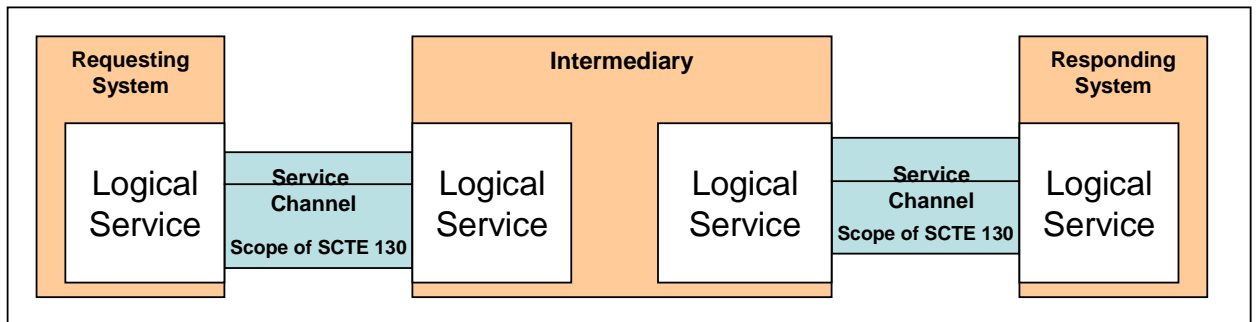 Requesting
System
Intermediary
Responding
System
Logical
Service
Service
Channel
Scope of SCTE 130
Logical
Service
Logical
Service
Service
Channel
Scope of SCTE 130
Logical
Service